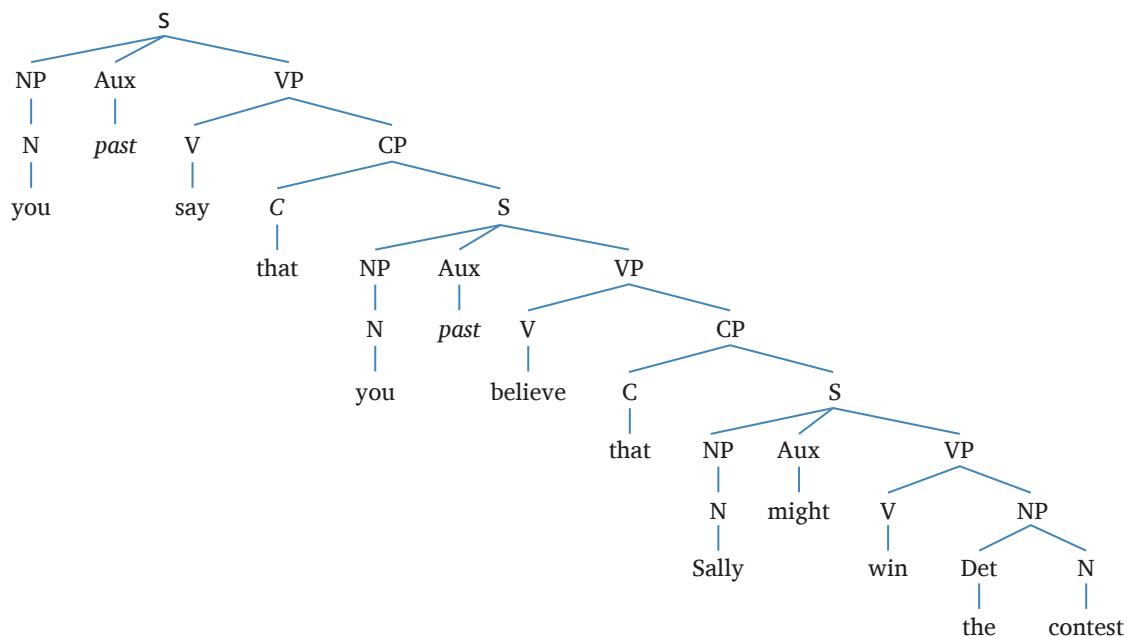 S
NP Aux VP
N past V CP
you say C S
that NP Aux VP
N past V CP
you believe C S
that NP Aux VP
N might V NP
Sally win Det N
the contest